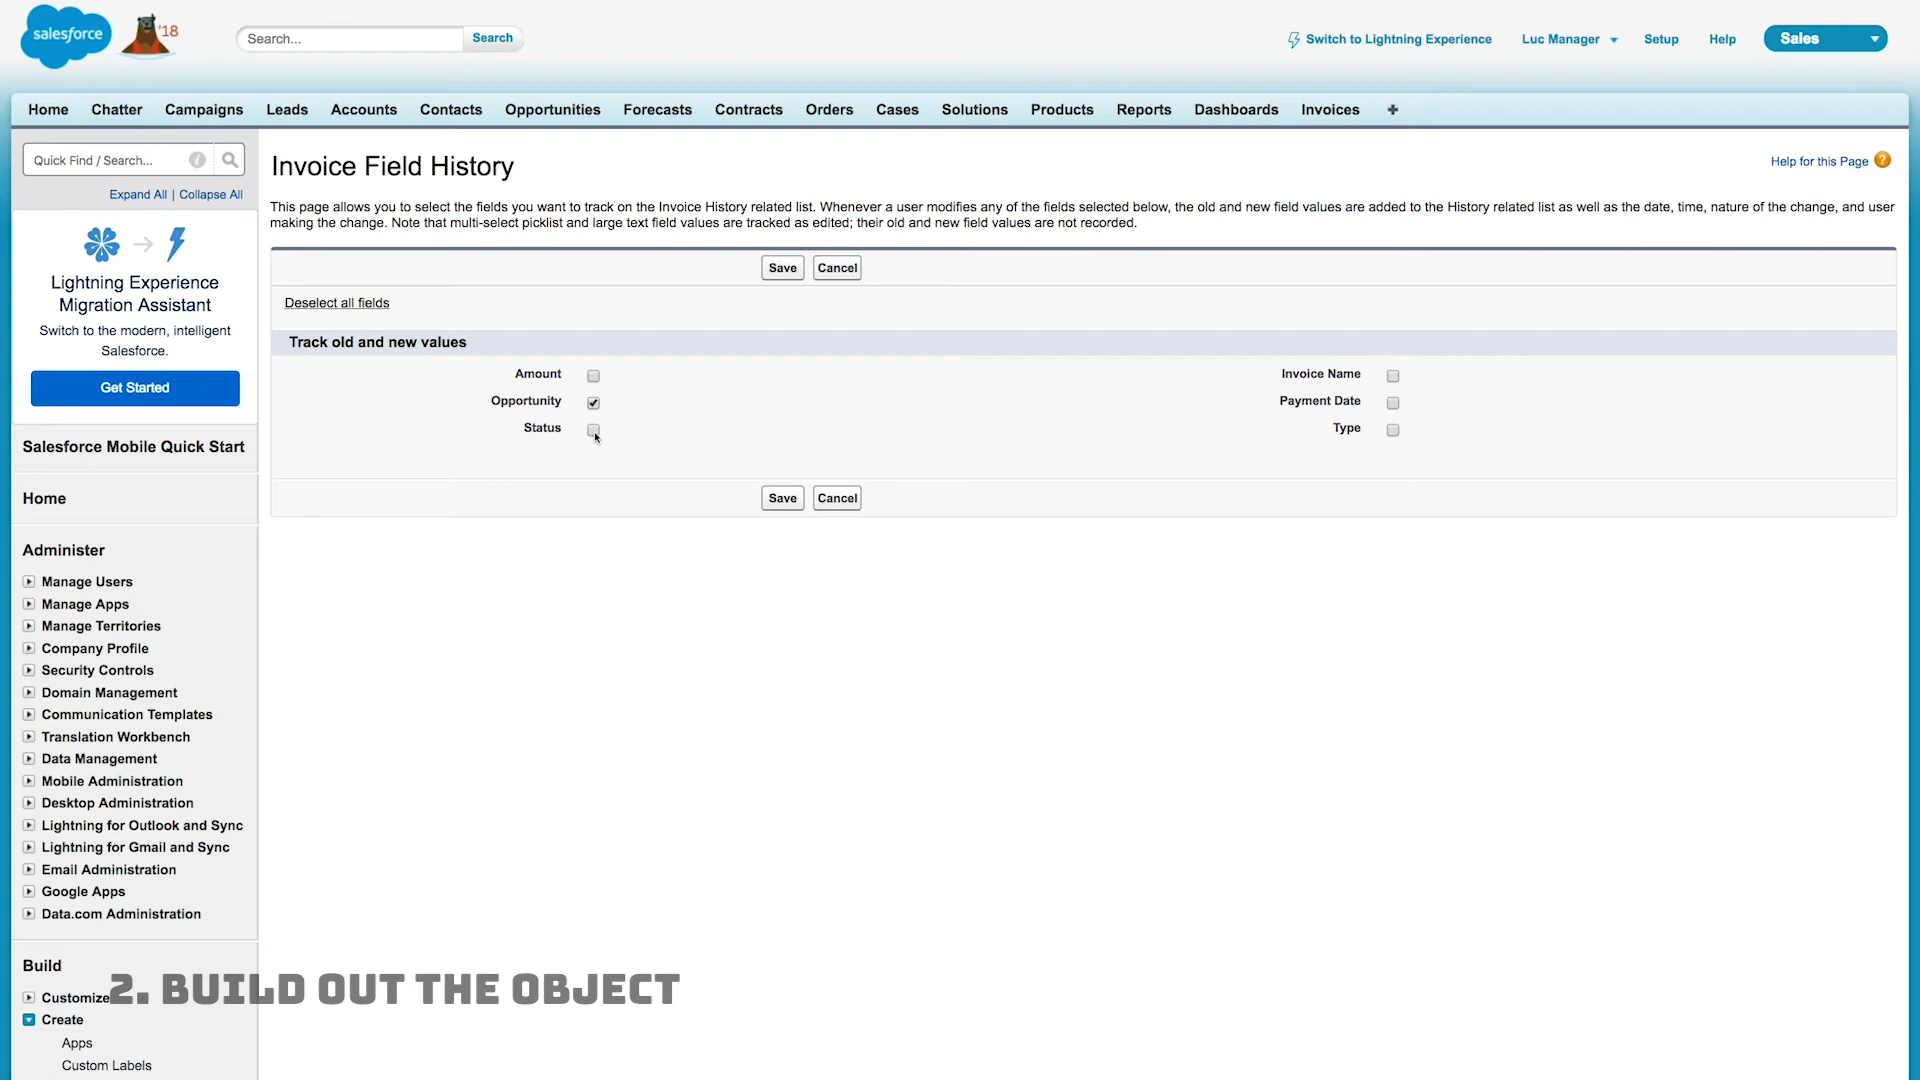 salesforce
'18
Search...
Search
Switch to Lightning Experience
Luc Manager
Setup
Help
Sales
Home Chatter Campaigns Leads Accounts Contacts Opportunities Forecasts Contracts Orders Cases Solutions Products Reports Dashboards Invoices +
Quick Find / Search...
Expand All | Collapse All
Lightning Experience
Migration Assistant
Switch to the modern, intelligent
Salesforce.
Get Started
Salesforce Mobile Quick Start
Home
Administer
Manage Users
Manage Apps
Manage Territories
Company Profile
Security Controls
Domain Management
Communication Templates
Translation Workbench
Data Management
Mobile Administration
Desktop Administration
Lightning for Outlook and Sync
Lightning for Gmail and Sync
Email Administration
Google Apps
Data.com Administration
Build
Customize
Create
Apps
Custom Labels
Invoice Field History
Help for this Page ?
This page allows you to select the fields you want to track on the Invoice History related list. Whenever a user modifies any of the fields selected below, the old and new field values are added to the History related list as well as the date, time, nature of the change, and user
making the change. Note that multi-select picklist and large text field values are tracked as edited; their old and new field values are not recorded.
Save Cancel
Deselect all fields
Track old and new values
Amount
Invoice Name
Opportunity
Payment Date
Status
Type
Save Cancel
2. BUILD OUT THE OBJECT